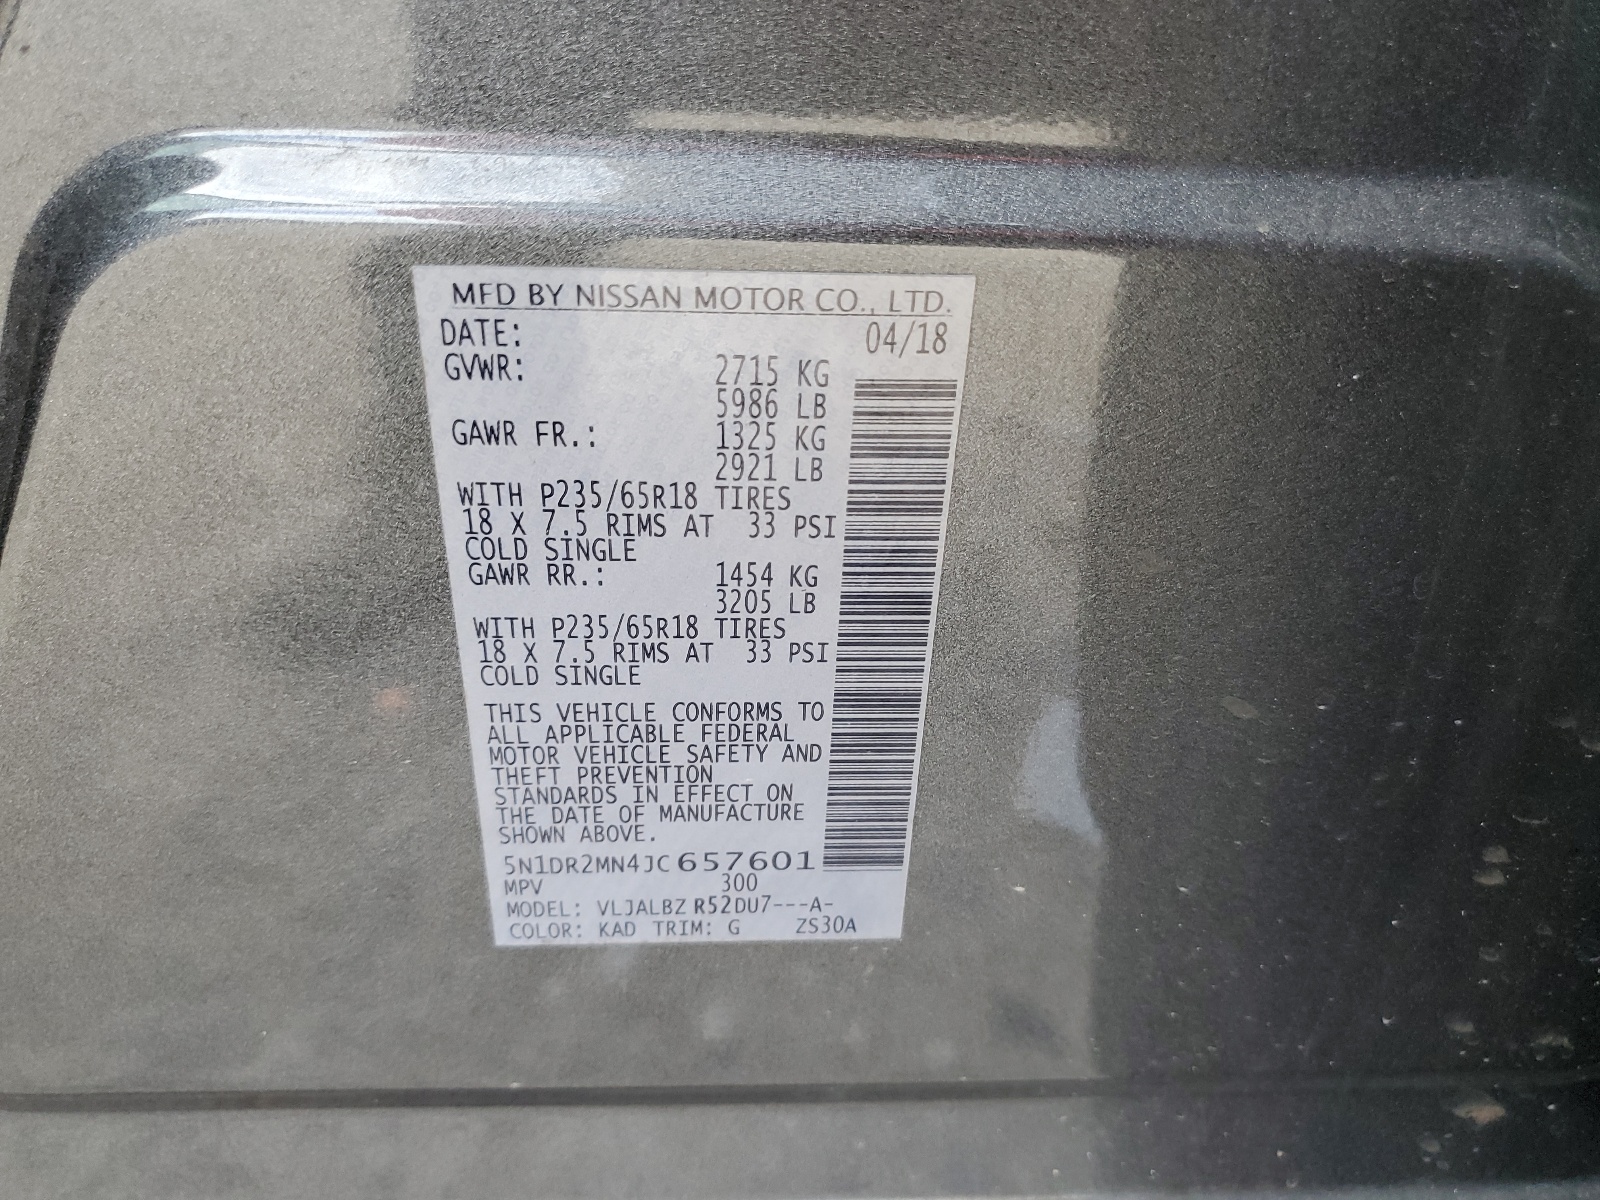 MFD BY NISSAN MOTOR CO., LTD.
DATE: 04/18
GVWR: 2715 KG
5986 LB
GAWR FR.: 1325 KG
2921 LB
WITH P235/65R18 TIRES
18 X 7.5 RIMS AT 33 PSI
COLD SINGLE
GAWR RR.: 1454 KG
3205 LB
WITH P235/65R18 TIRES
18 X 7.5 RIMS AT 33 PSI
COLD SINGLE
THIS VEHICLE CONFORMS TO
ALL APPLICABLE FEDERAL
MOTOR VEHICLE SAFETY AND
THEFT PREVENTION
STANDARDS IN EFFECT ON
THE DATE OF MANUFACTURE
SHOWN ABOVE.
5N1DR2MN4JC657601
MPV 300
MODEL: VLJALBZ R52DU7---A-
COLOR: KAD TRIM: G ZS30A